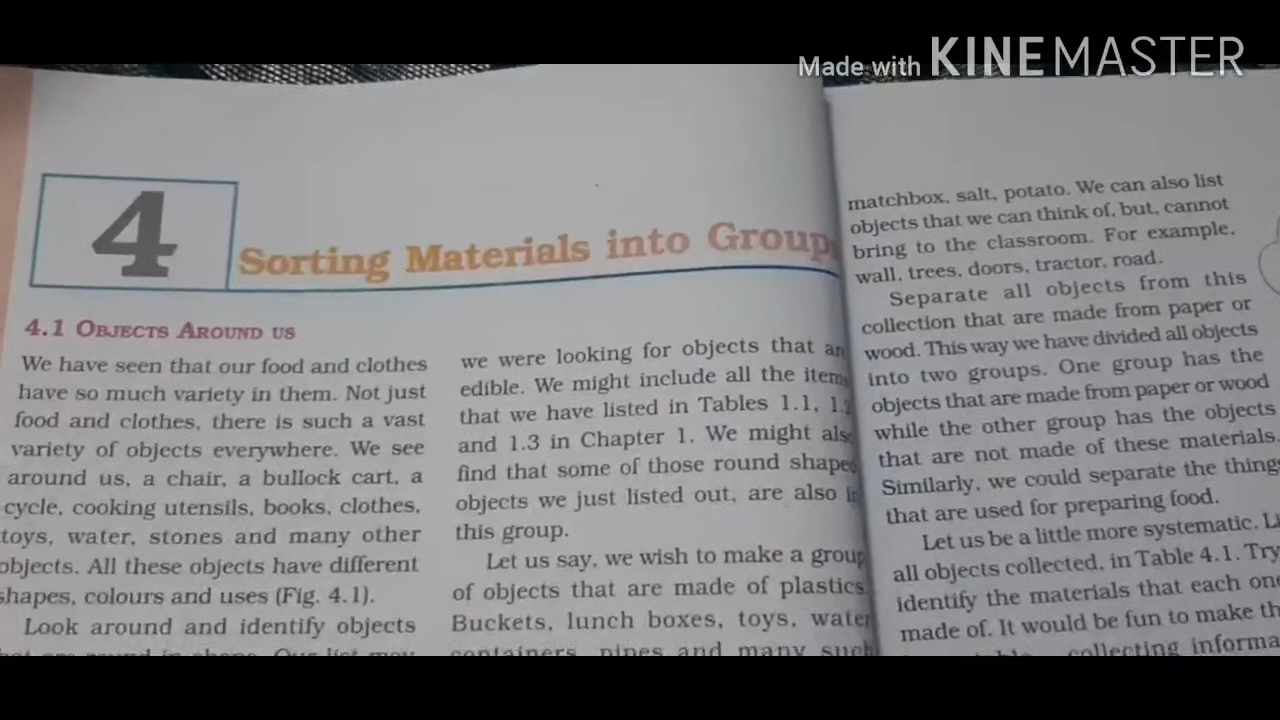 Made with KINEMASTER
4
Sorting Materials into Group
4.1 OBJECTS AROUND US
We have seen that our food and clothes
have so much variety in them. Not just
food and clothes, there is such a vast
variety of objects everywhere. We see
around us, a chair, a bullock cart, a
cycle, cooking utensils, books, clothes,
toys, water, stones and many other
objects. All these objects have different
shapes, colours and uses (Fig. 4.1).
Look around and identify objects
we were looking for objects that
edible. We might include all the item
that we have listed in Tables 1.1,
and 1.3 in Chapter 1. We might
find that some of those round shape
objects we just listed out, are also
this group.
Let us say, we wish to make a group
of objects that are made of plastics.
Buckets, lunch boxes, toys, water
containers, pipes and many such
matchbox, salt, potato. We can also list
objects that we can think of, but, cannot
bring to the classroom. For example,
wall, trees, doors, tractor, road.
Separate all objects from this
collection that are made from paper or
wood. This way we have divided all objects
into two groups. One group has the
objects that are made from paper or wood
while the other group has the objects
that are not made of these materials.
Similarly, we could separate the thing
that are used for preparing food.
Let us be a little more systematic.
all objects collected, in Table 4.1. Try
identify the materials that each
made of. It would be fun to make
collecting